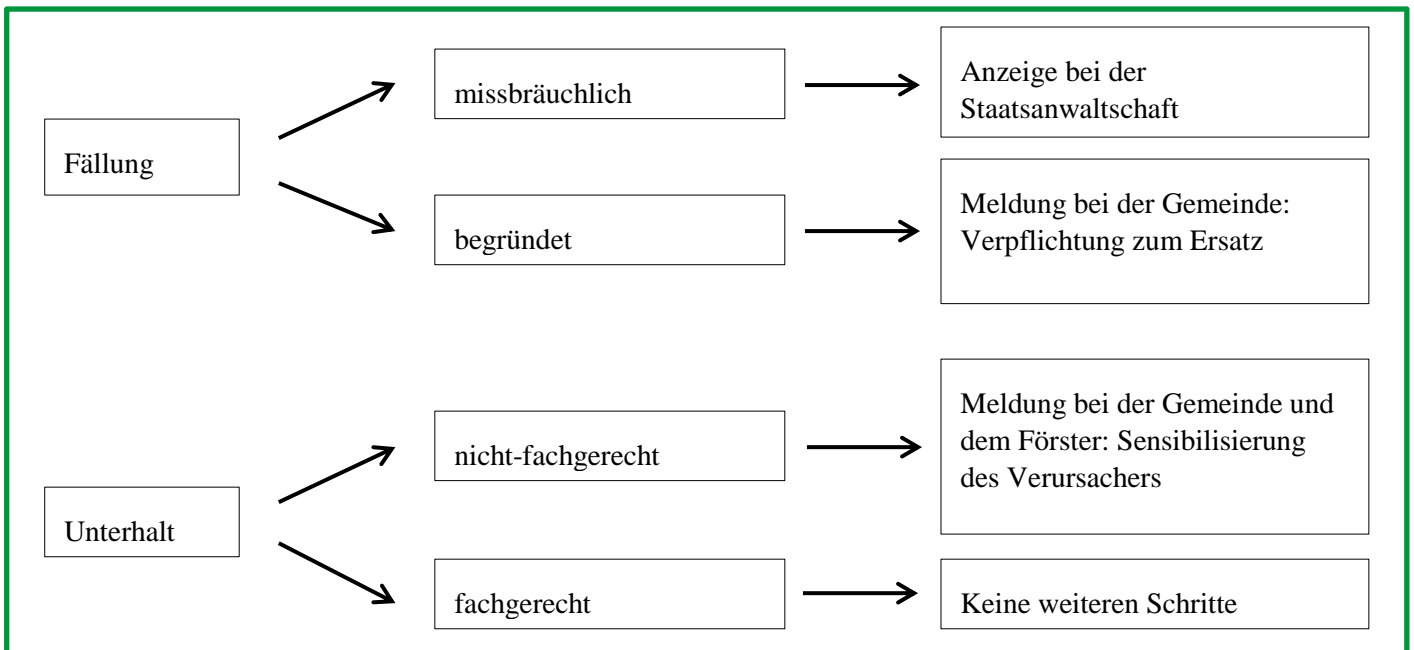 Fällung
missbräuchlich
Anzeige bei der
Staatsanwaltschaft
begründet
Meldung bei der Gemeinde:
Verpflichtung zum Ersatz
Unterhalt
nicht-fachgerecht
Meldung bei der Gemeinde und
dem Förster: Sensibilisierung
des Verursachers
fachgerecht
Keine weiteren Schritte